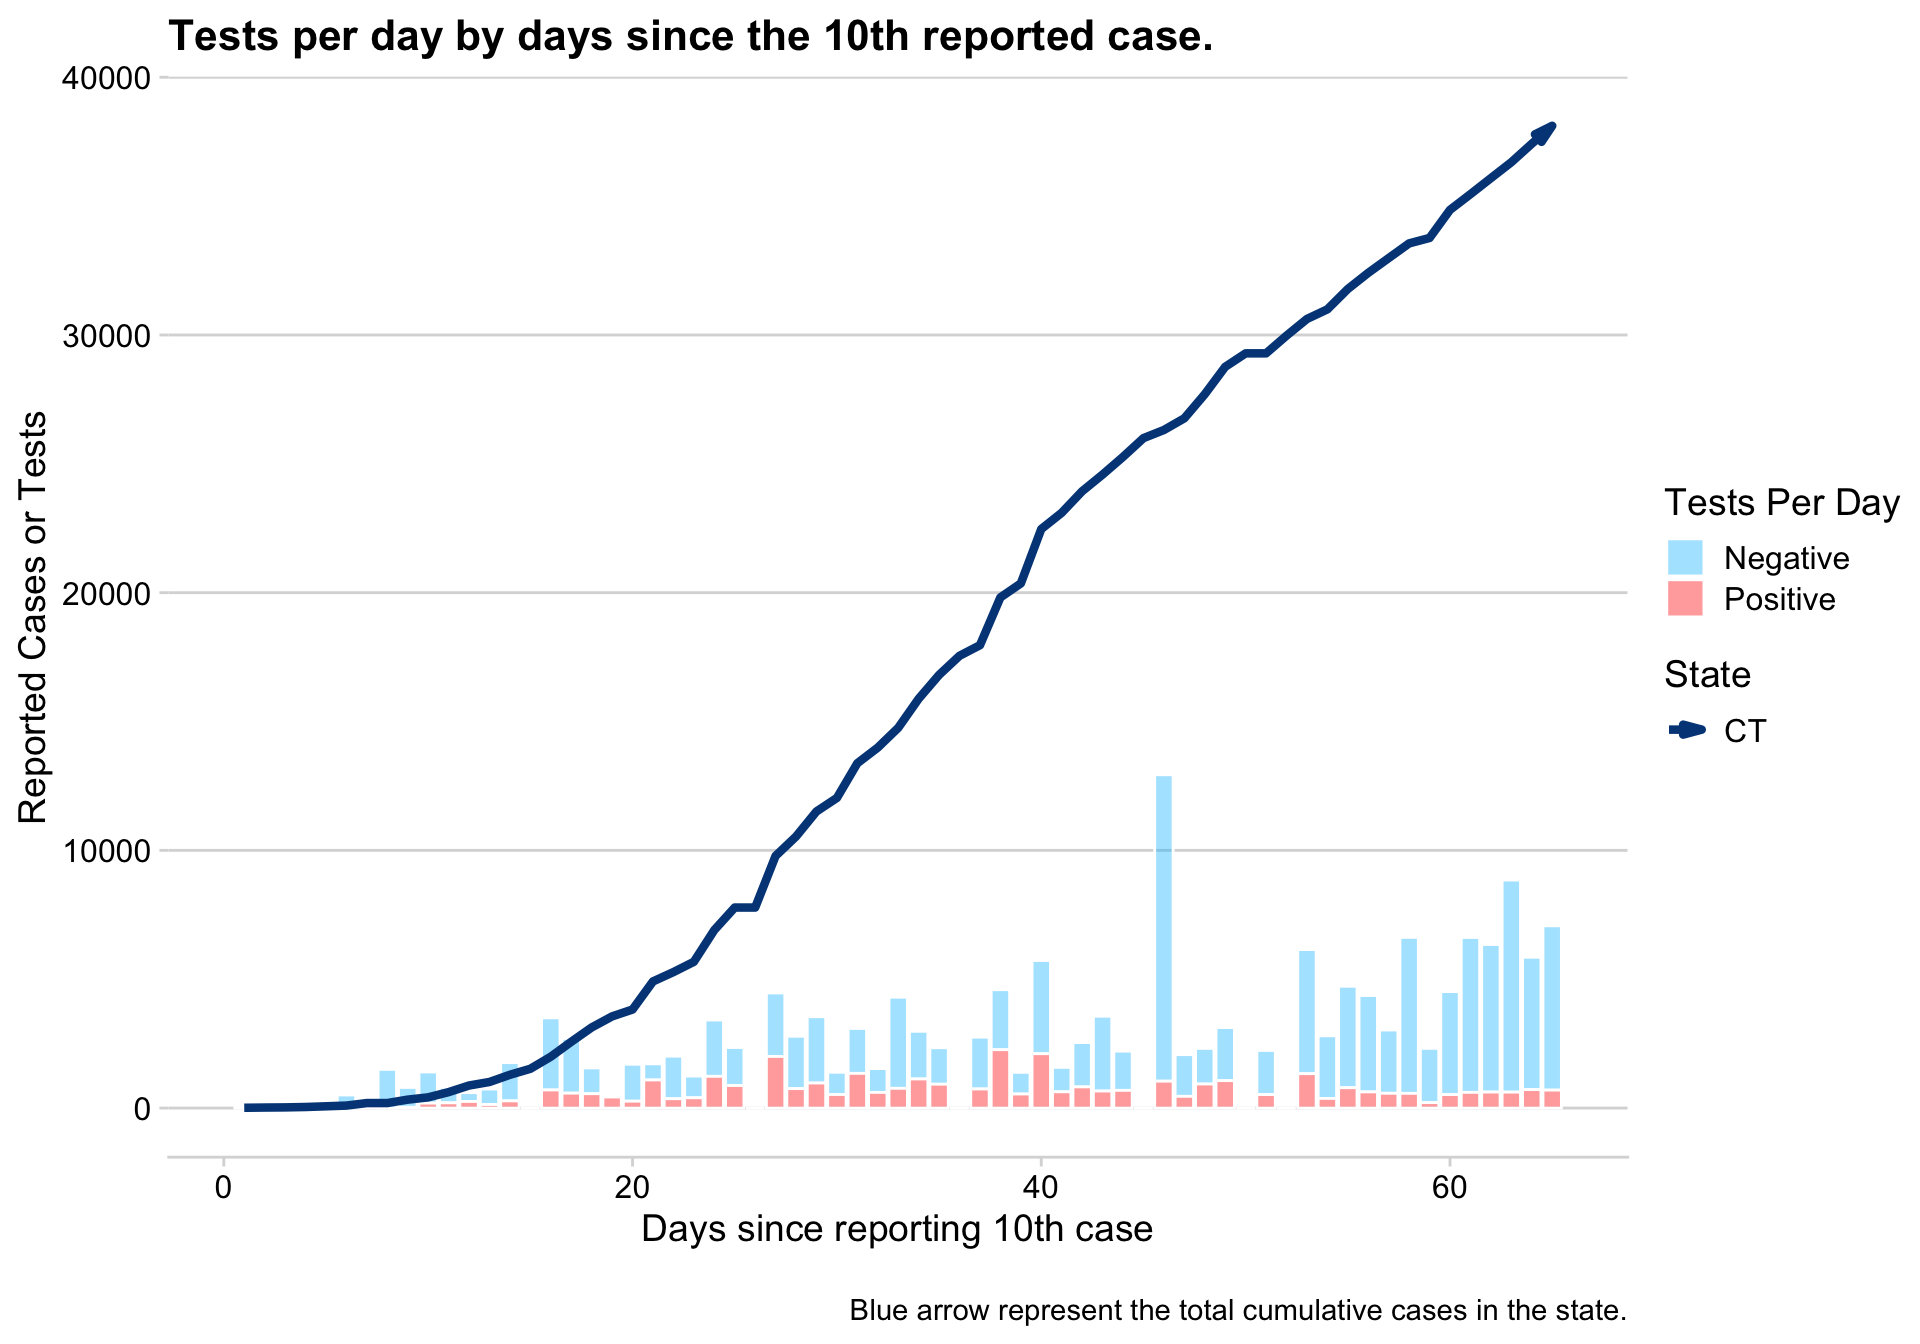 Tests per day by days since the 10th reported case.
40000
30000
20000
10000
0
Reported Cases or Tests
0 20 40 60
Days since reporting 10th case
Tests Per Day
Negative
Positive
State
CT
Blue arrow represent the total cumulative cases in the state.